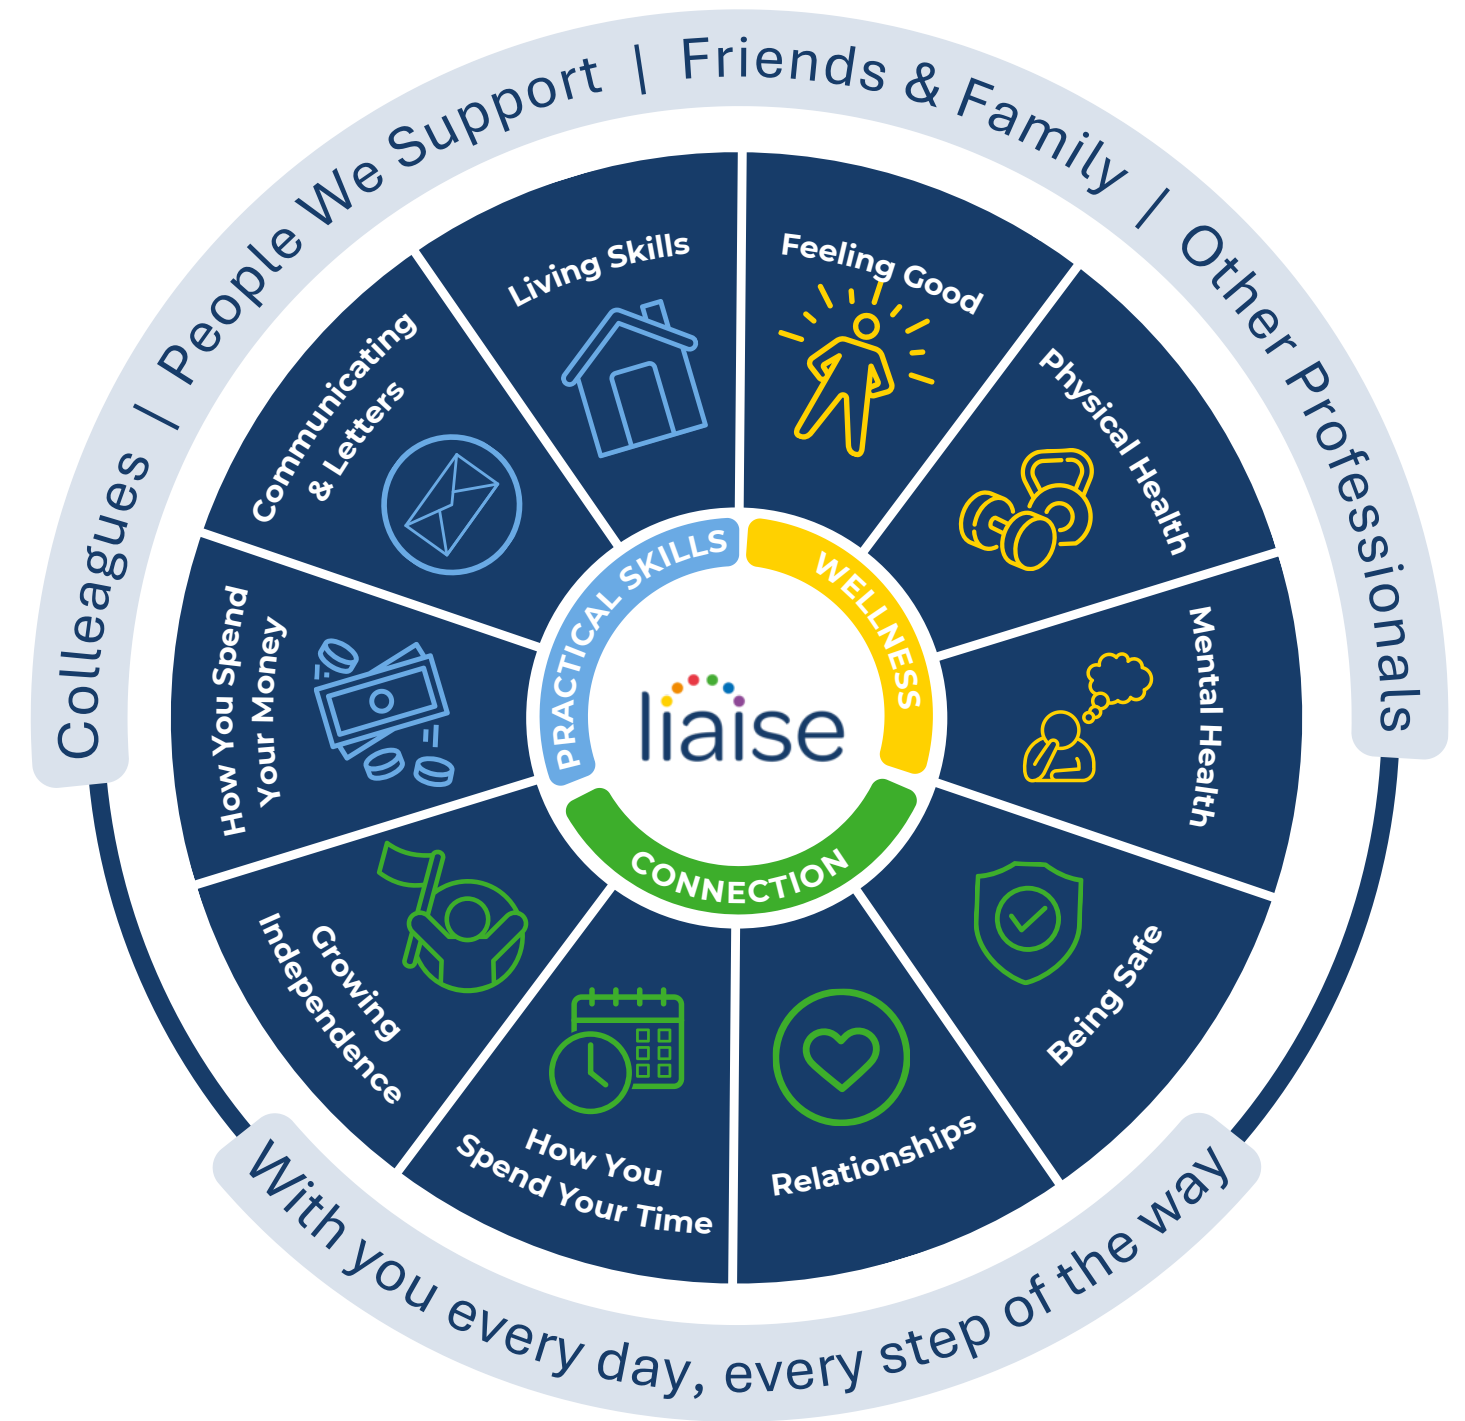 Colleagues | People We Support | Friends & Family | Other Professionals
Feeling Good
Physical Health
Mental Health
Being Safe
Relationships
How You
Spend Your Time
Growing
Independence
How You Spend
Your Money
Communicating
& Letters
Living Skills
PRACTICAL SKILLS
WELLNESS
CONNECTION
liaise
With you every day, every step of the way